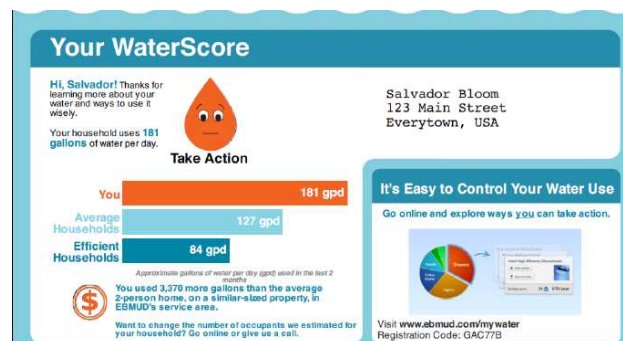 Your WaterScore
Hi, Salvador! Thanks for
learning more about your
water and ways to use it
wisely.
Your household uses 181
gallons of water per day.
Take Action
Salvador Bloom
123 Main Street
Everytown, USA
You
181 gpd
Average
Households
127 gpd
Efficient
Households
84 gpd
Approximate gallons of water per day (gpd) used in the last 2
months
You used 3,370 more gallons than the average
2-person home, on a similar-sized property, in
EBMUD's service area.
Want to change the number of occupants we estimated for
your household? Go online or give us a call.
It's Easy to Control Your Water Use
Go online and explore ways you can take action.
Visit www.ebmud.com/mywater
Registration Code: GAC77B